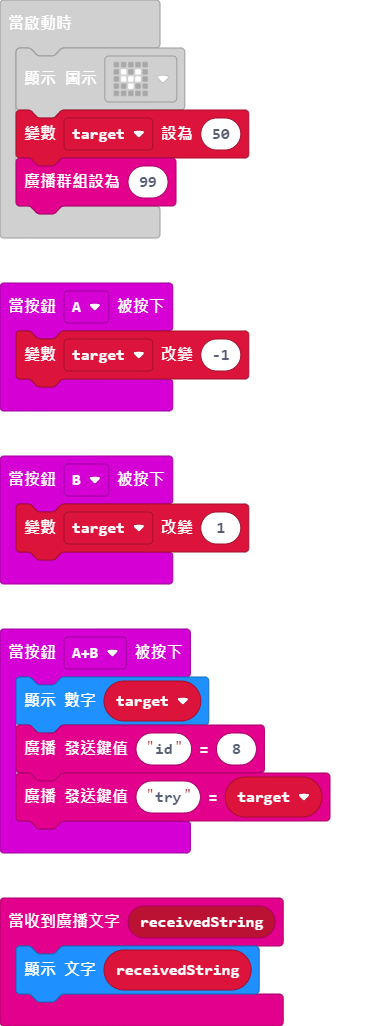 當啟動時
顯示 圖示
變數 target 設為 50
廣播群組設為 99
當按鈕 A 被按下
變數 target 改變 -1
當按鈕 B 被按下
變數 target 改變 1
當按鈕 A+B 被按下
顯示 數字 target
廣播 發送鍵值 "id" = 8
廣播 發送鍵值 "try" = target
當收到廣播文字 receivedString
顯示 文字 receivedString